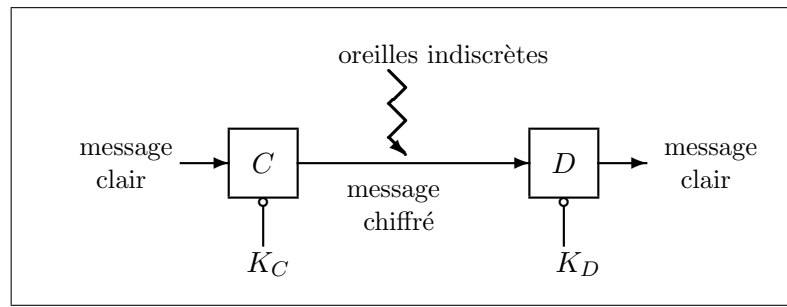 oreilles indiscrètes
message
clair
C
message
chiffré
D
message
clair
K_C
K_D